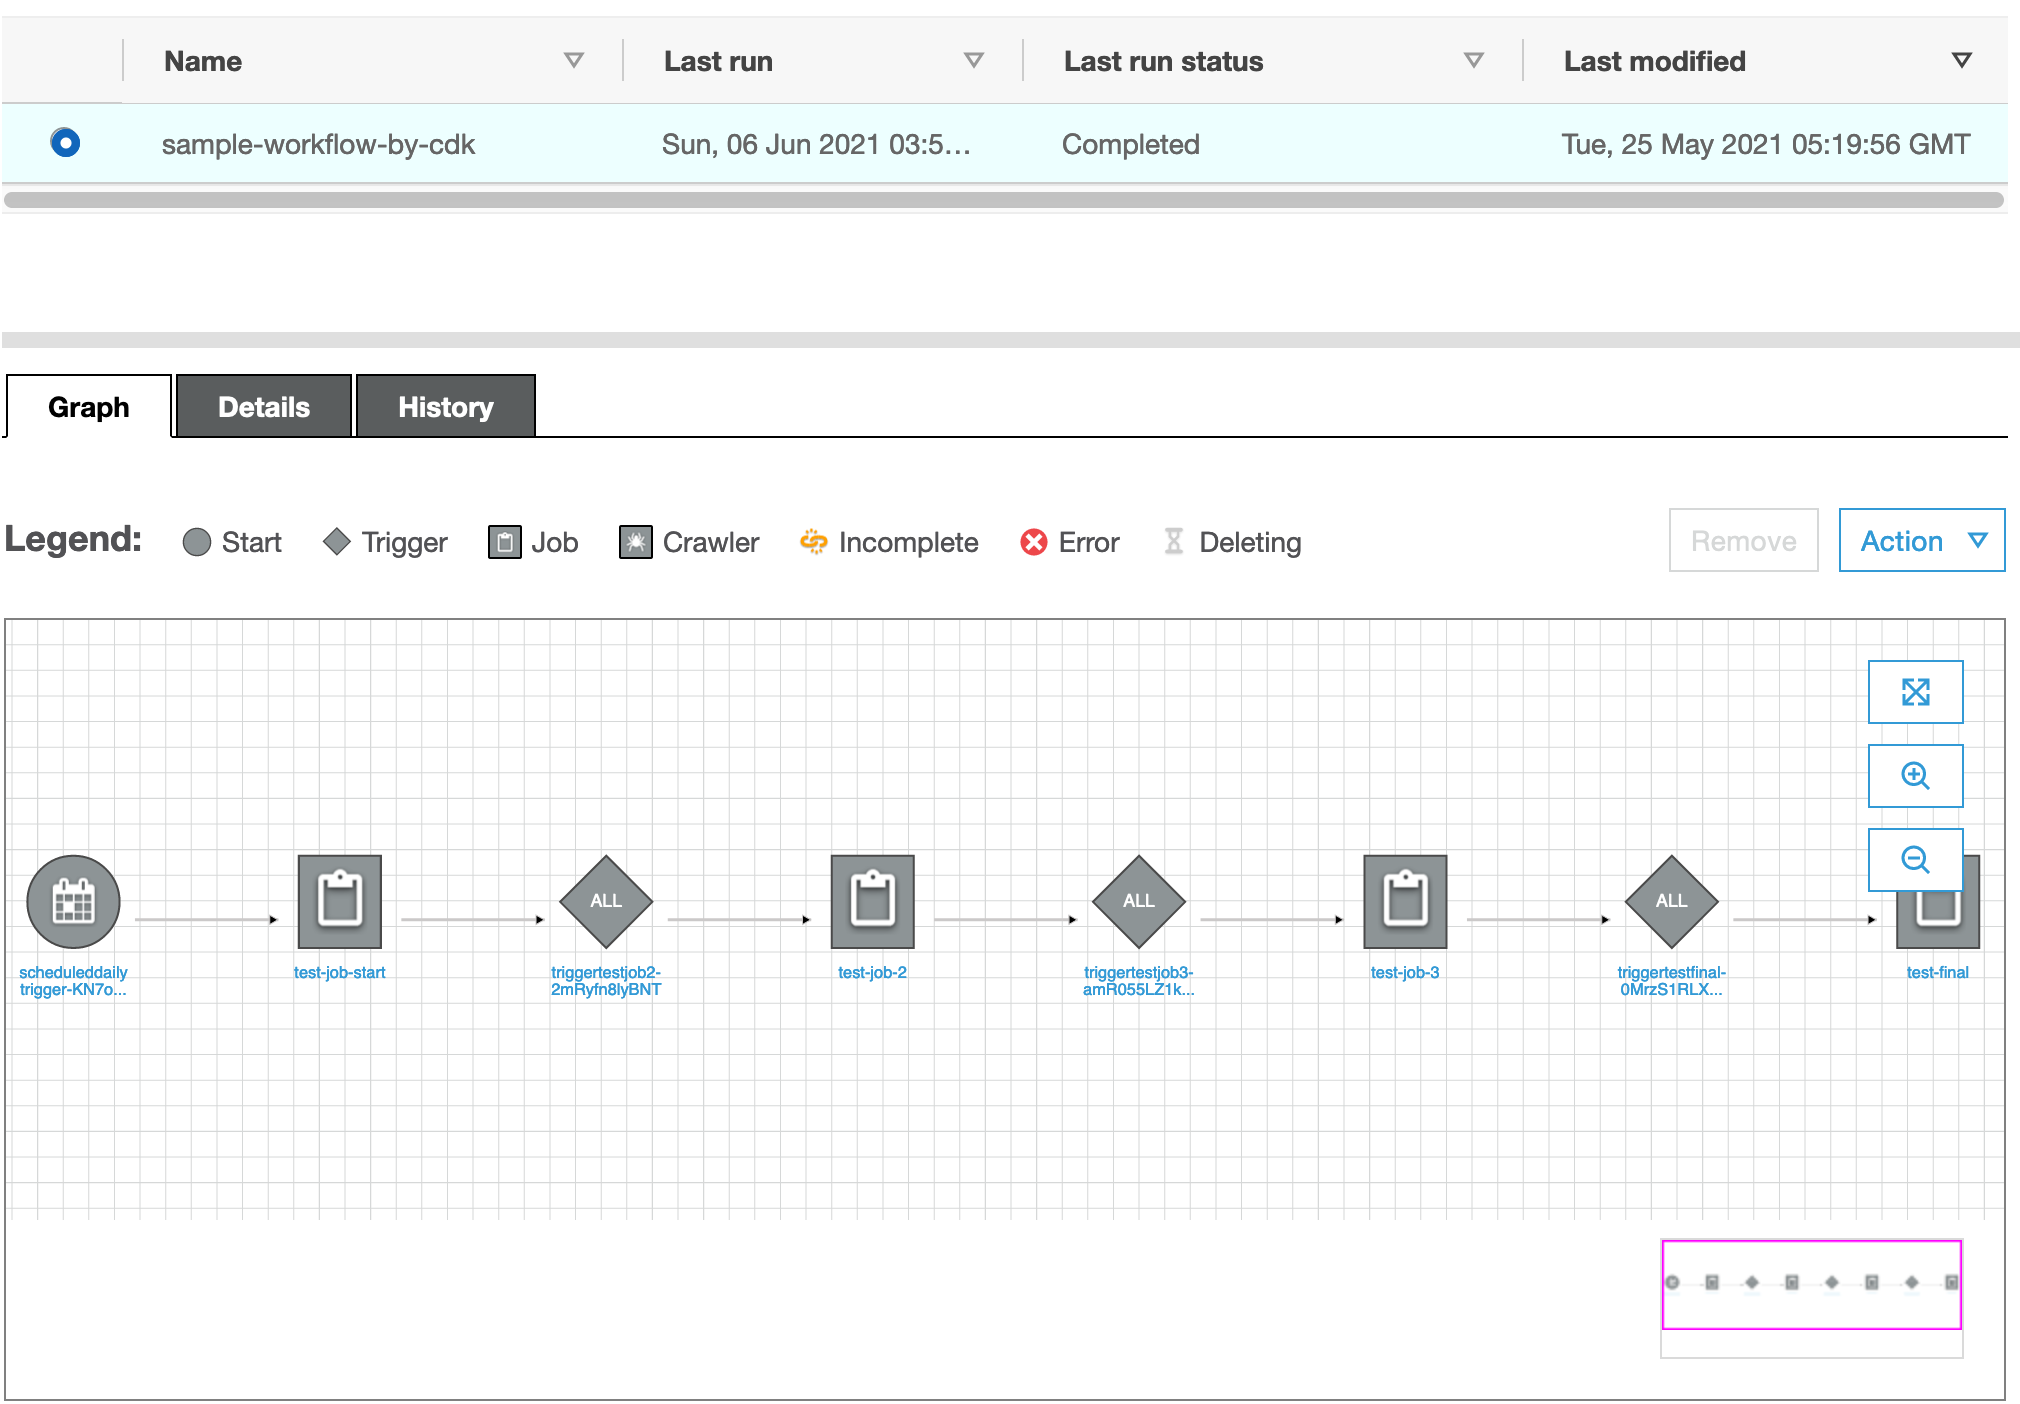 Name Last run Last run status Last modified
sample-workflow-by-cdk Sun, 06 Jun 2021 03:5... Completed Tue, 25 May 2021 05:19:56 GMT
Graph Details History
Legend: Start Trigger Job Crawler Incomplete Error Deleting Remove Action
ALL ALL ALL
scheduleddaily test-job-start triggertestjob2- test-job-2 triggertestjob3- test-job-3 triggertestfinal- test-final
trigger-KN7o... 2mRyfn8lyBNT amR055LZ1k... 0MrzS1RLX...